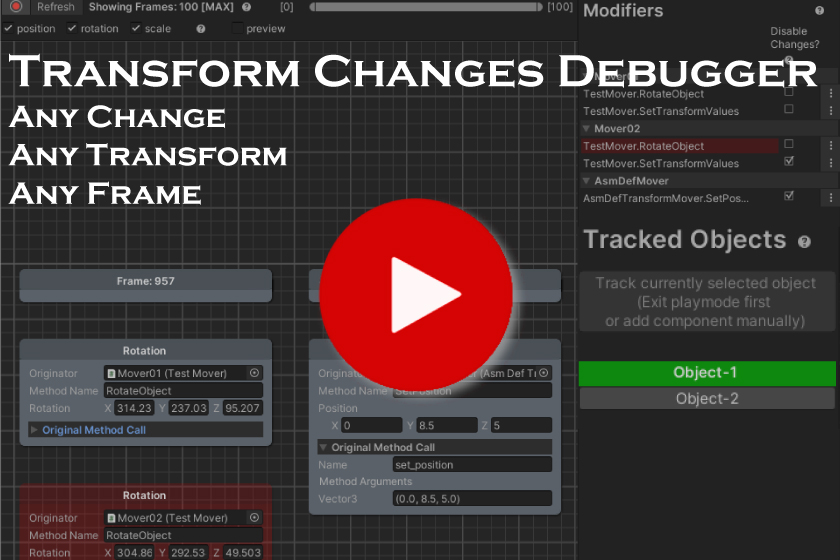 Refresh Showing Frames: 100 [MAX] [0] [100]
position rotation scale preview
TRANSFORM CHANGES DEBUGGER
ANY CHANGE
ANY TRANSFORM
ANY FRAME
Frame: 957
Rotation
Originator Mover01 (Test Mover)
Method Name RotateObject
Rotation X 314.23 Y 237.03 Z 95.207
Original Method Call
Rotation
Originator Mover02 (Test Mover)
Method Name RotateObject
Rotation X 304.86 Y 292.53 Z 49.503
(Asm Def Tr
Method Name SetPosition
Position
X 0 Y 8.5 Z 5
Original Method Call
Name set_position
Method Arguments
Vector3 (0.0, 8.5, 5.0)
Modifiers
Disable
Changes?
TestMover.RotateObject
TestMover.SetTransformValues
Mover02
TestMover.RotateObject
TestMover.SetTransformValues
AsmDefMover
AsmDefTransformMover.SetPos...
Tracked Objects
Track currently selected object
(Exit playmode first
or add component manually)
Object-1
Object-2